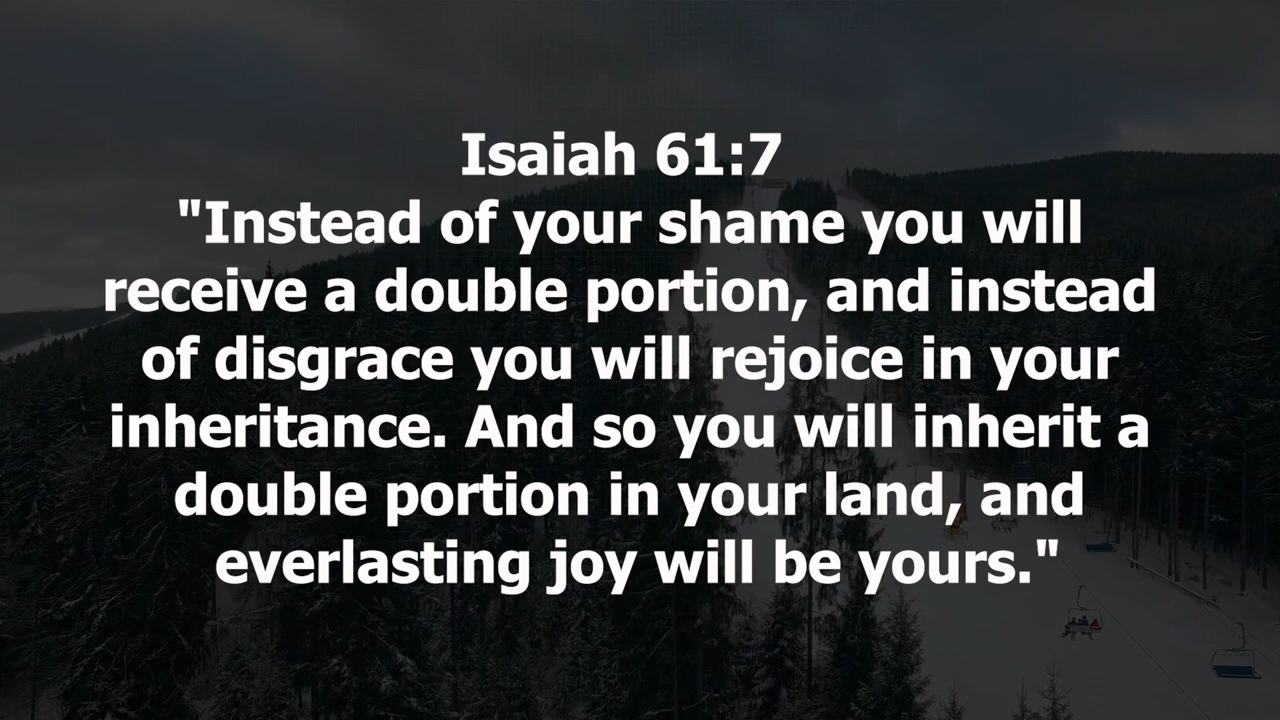 Isaiah 61:7
"Instead of your shame you will
receive a double portion, and instead
of disgrace you will rejoice in your
inheritance. And so you will inherit a
double portion in your land, and
everlasting joy will be yours."